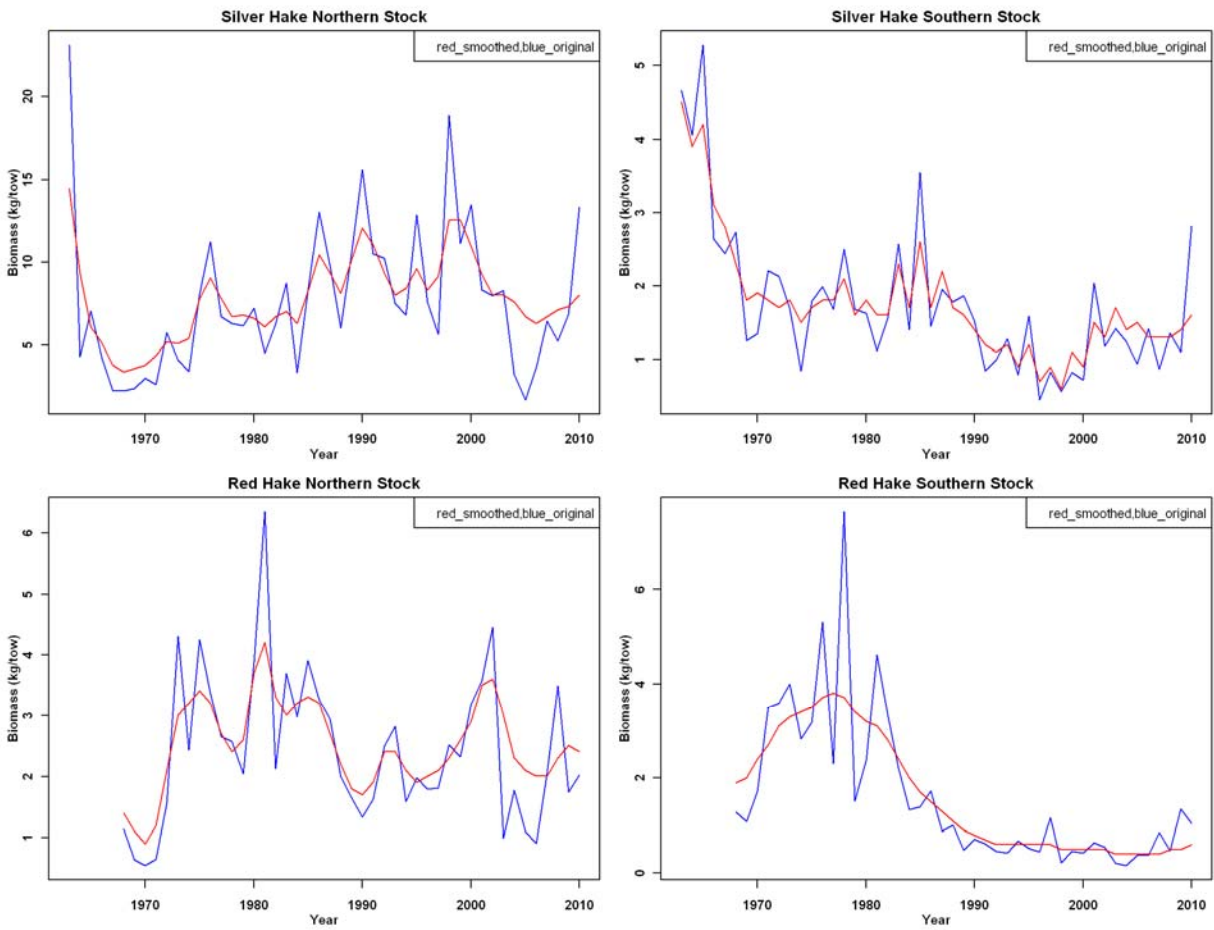 Silver Hake Northern Stock
red_smoothed,blue_original
Biomass (kg/tow)
20
15
10
5
1970 1980 1990 2000 2010
Year
Silver Hake Southern Stock
red_smoothed,blue_original
Biomass (kg/tow)
5
4
3
2
1
1970 1980 1990 2000 2010
Year
Red Hake Northern Stock
red_smoothed,blue_original
Biomass (kg/tow)
6
5
4
3
2
1
1970 1980 1990 2000 2010
Year
Red Hake Southern Stock
red_smoothed,blue_original
Biomass (kg/tow)
6
4
2
0
1970 1980 1990 2000 2010
Year